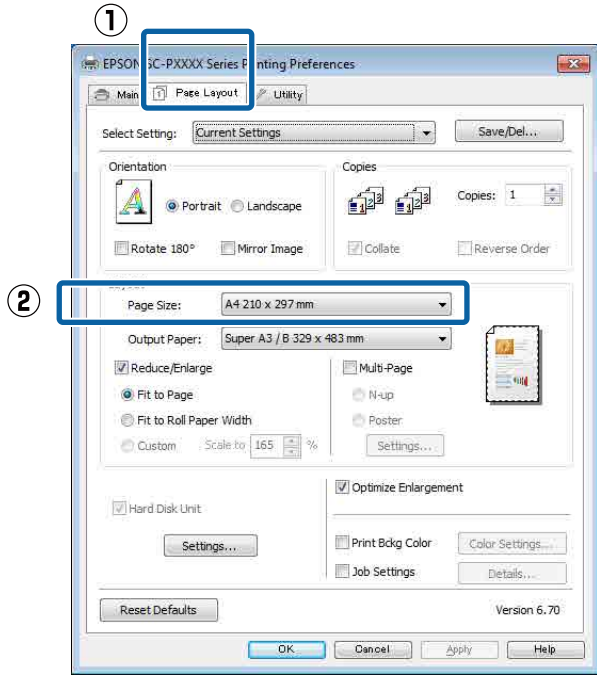 ①
EPSON SC-PXXXX Series Printing Preferences
Main Page Layout Utility
Select Setting: Current Settings Save/Del...
Orientation Copies
Portrait Landscape Copies: 1
Rotate 180° Mirror Image Collate Reverse Order
②
Page Size: A4 210 x 297 mm
Output Paper: Super A3 / B 329 x 483 mm
Reduce/Enlarge Multi-Page
Fit to Page N-up
Fit to Roll Paper Width Poster
Custom Scale to 165 % Settings...
Optimize Enlargement
Hard Disk Unit
Settings... Print Bckg Color Color Settings...
Job Settings Details...
Reset Defaults Version 6.70
OK Cancel Apply Help